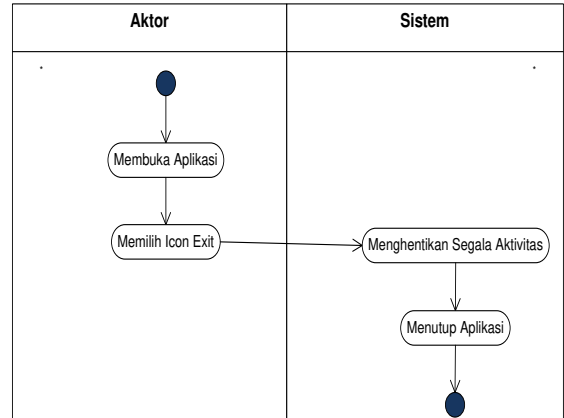 Aktor
Sistem
Membuka Aplikasi
Memilih Icon Exit
Menghentikan Segala Aktivitas
Menutup Aplikasi